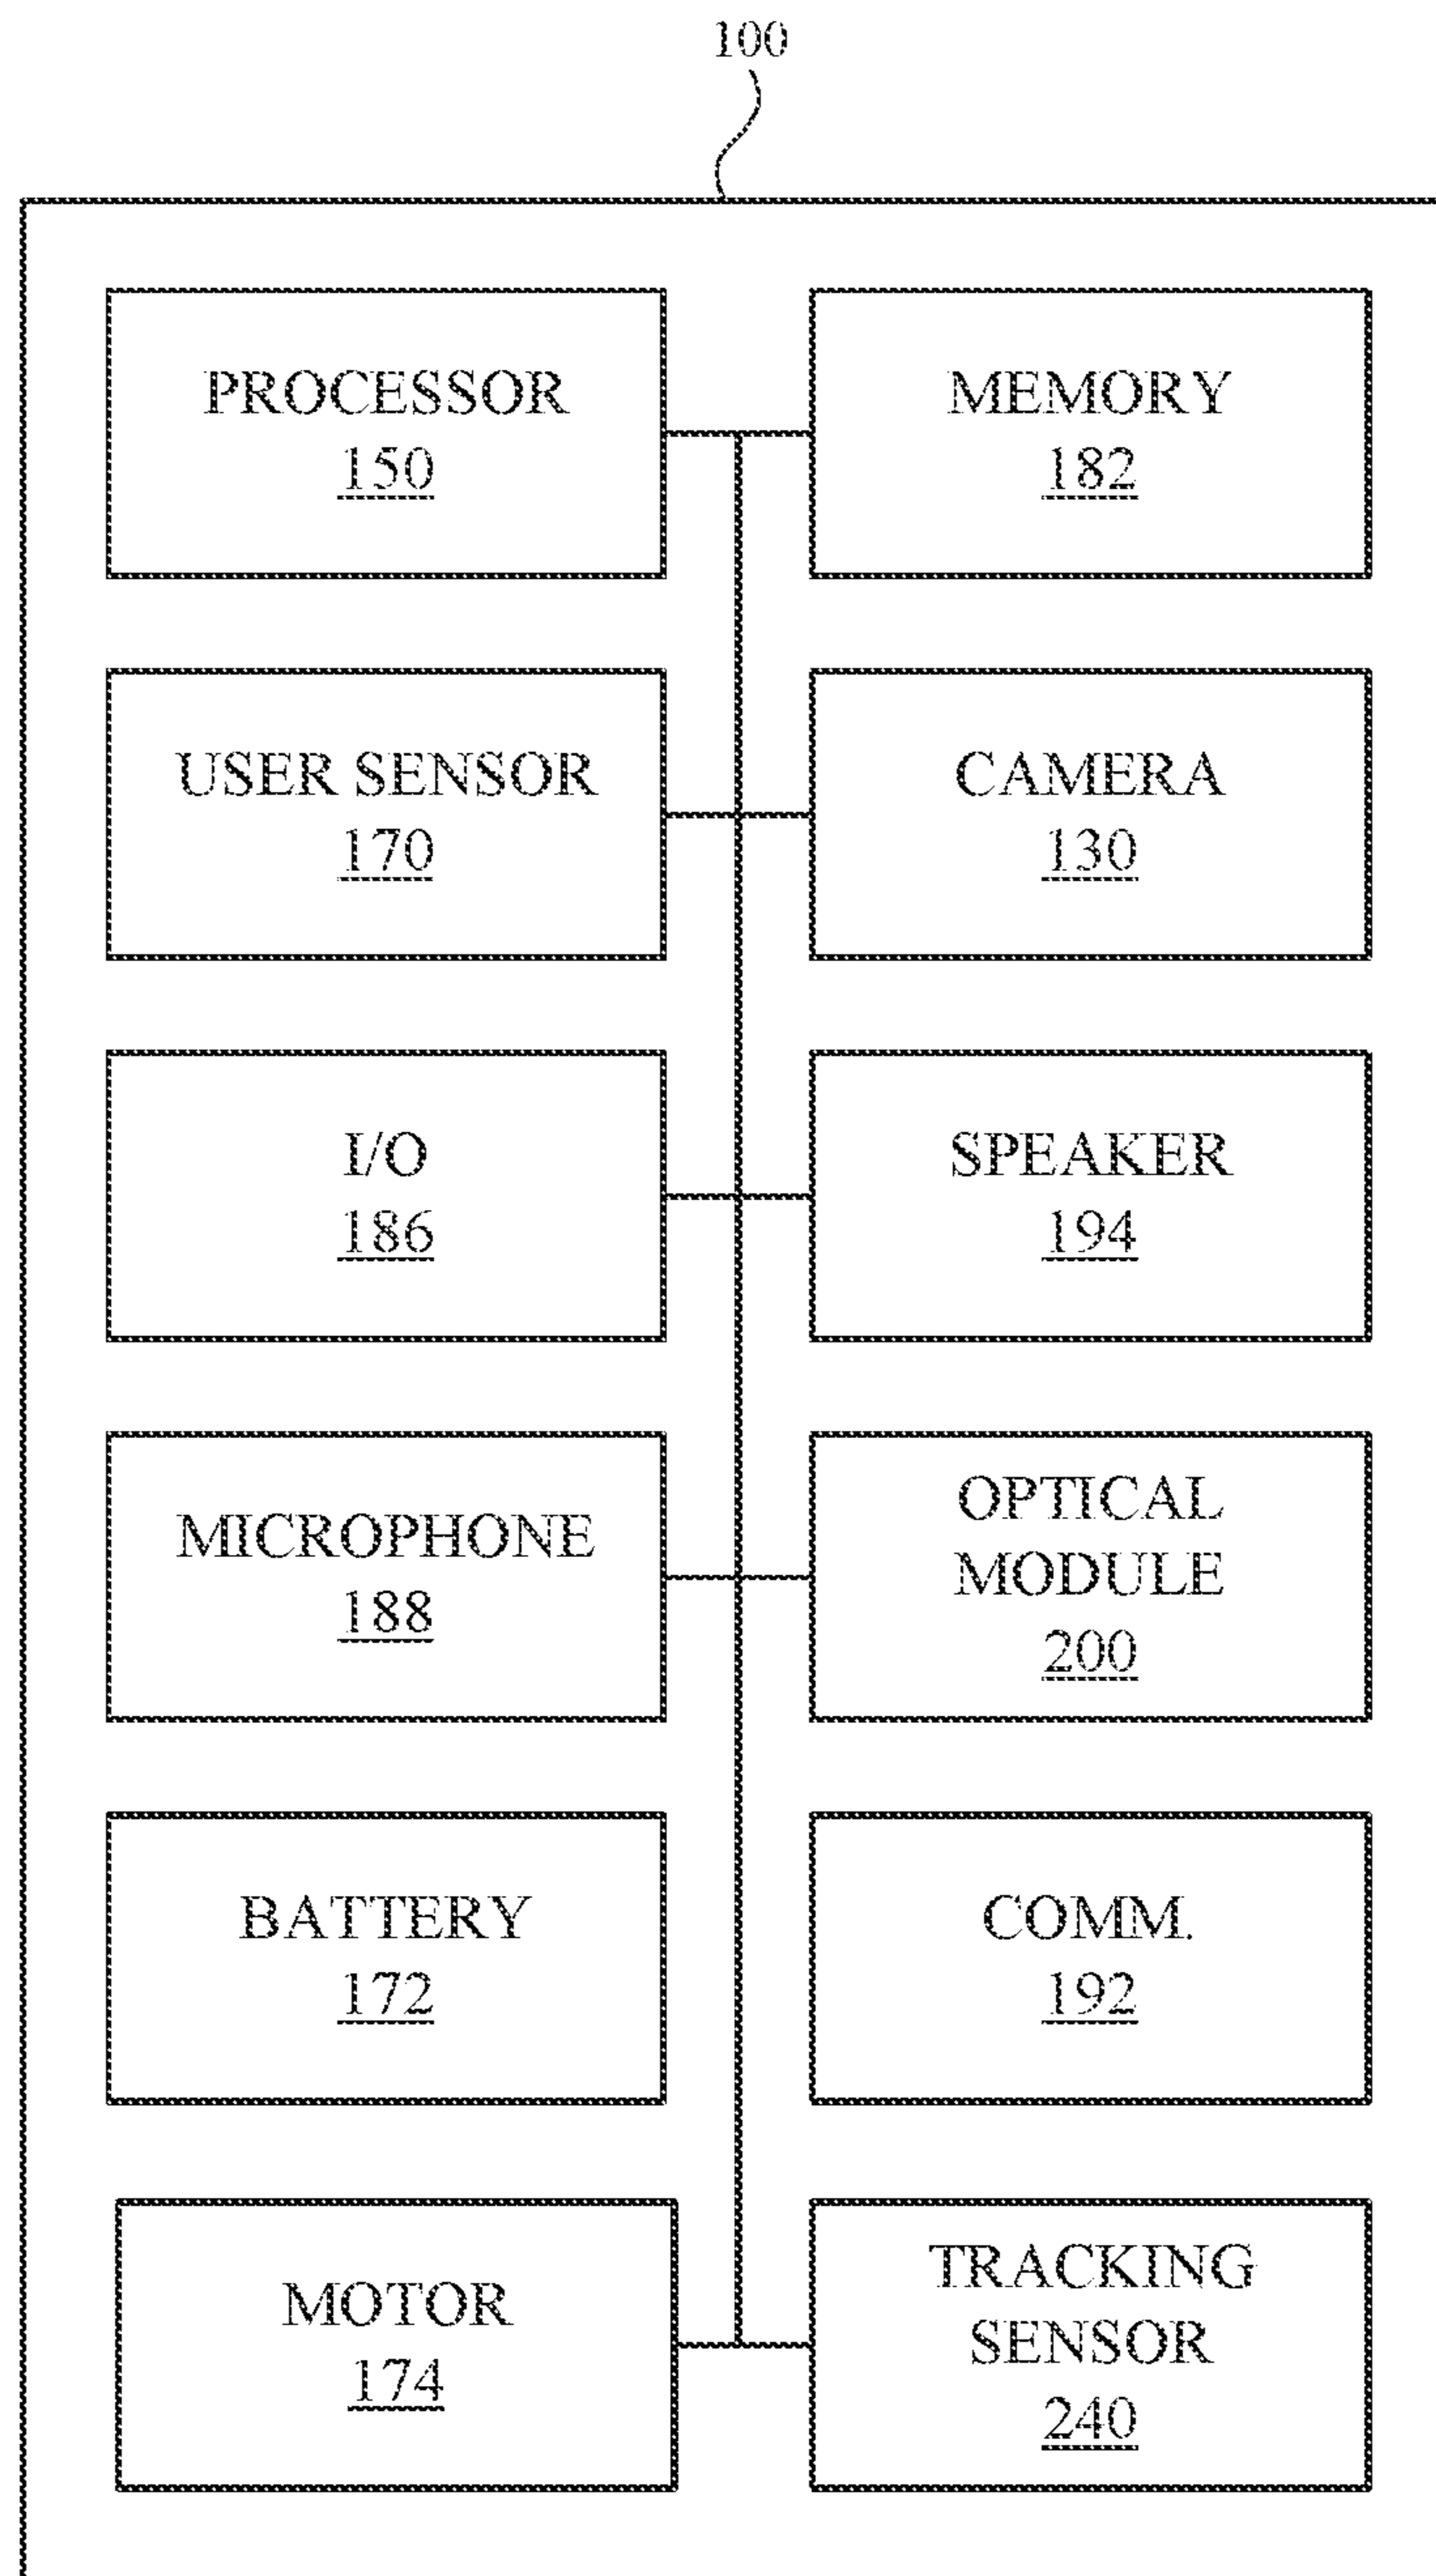 100
PROCESSOR
150
MEMORY
182
USER SENSOR
170
CAMERA
130
I/O
186
SPEAKER
194
MICROPHONE
188
OPTICAL
MODULE
200
BATTERY
172
COMM.
192
MOTOR
174
TRACKING
SENSOR
240